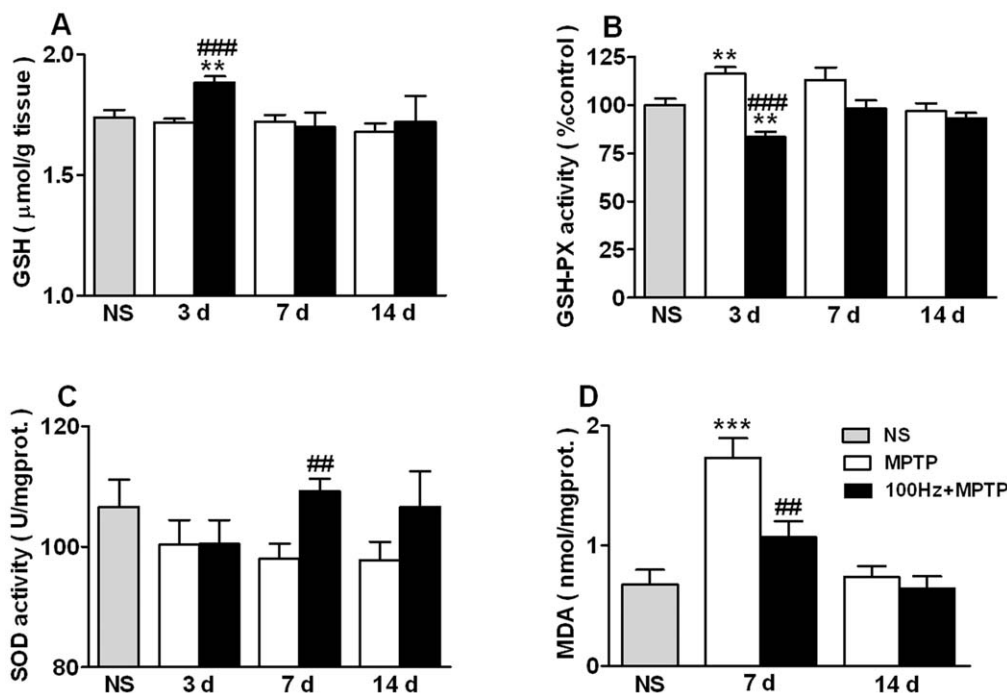 A
GSH ( μmol/g tissue )
2.0
1.5
1.0
###
**
NS 3 d 7 d 14 d
B
GSH-PX activity ( %control )
125
100
75
50
25
0
**
###
**
NS 3 d 7 d 14 d
C
SOD activity ( U/mgprot. )
120
100
80
##
NS 3 d 7 d 14 d
D
MDA ( nmol/mgprot. )
2
1
0
***
##
NS
MPTP
100Hz+MPTP
NS 7 d 14 d